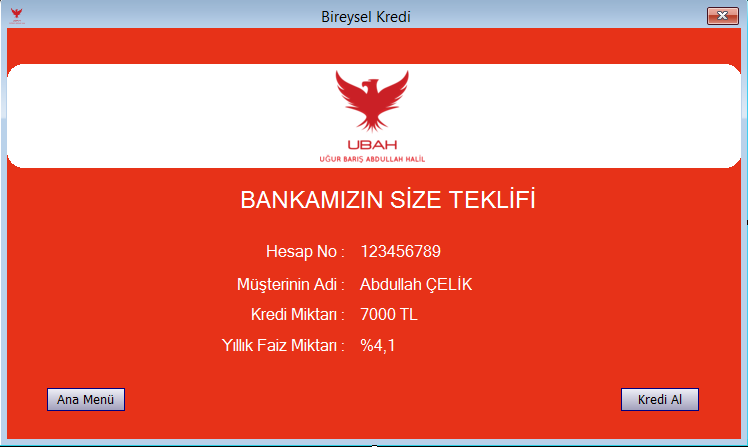 Bireysel Kredi
UBAH
UĞUR BARIŞ ABDULLAH HALİL
BANKAMIZIN SİZE TEKLİFİ
Hesap No : 123456789
Müşterinin Adi : Abdullah ÇELİK
Kredi Miktarı : 7000 TL
Yıllık Faiz Miktarı : %4,1
Ana Menü
Kredi Al